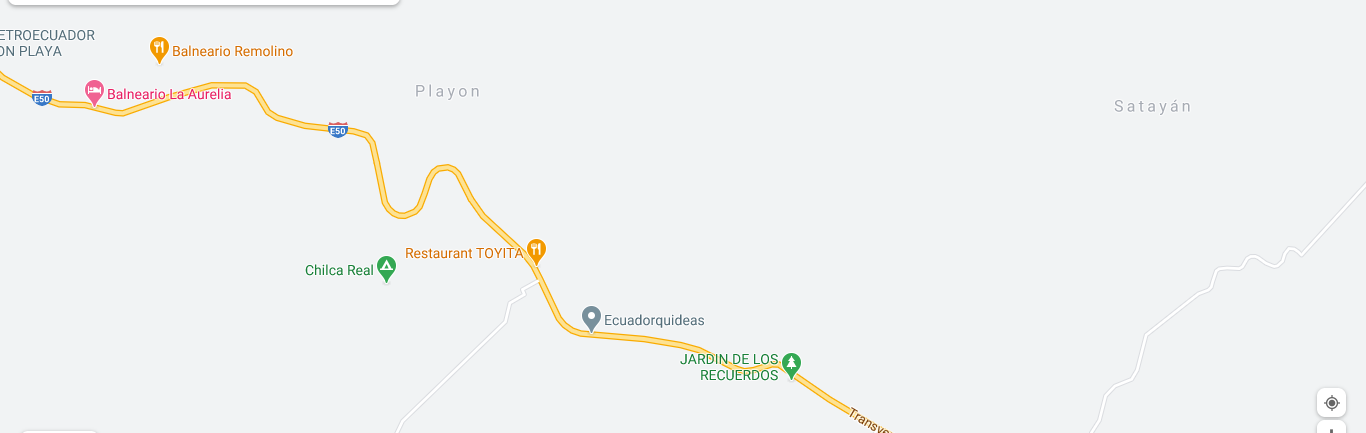 ETROECUADOR
ON PLAYA
Balneario Remolino
E50
Balneario La Aurelia
Playon
Satayán
E50
Restaurant TOYITA
Chilca Real
Ecuadorquideas
JARDIN DE LOS
RECUERDOS
Transve